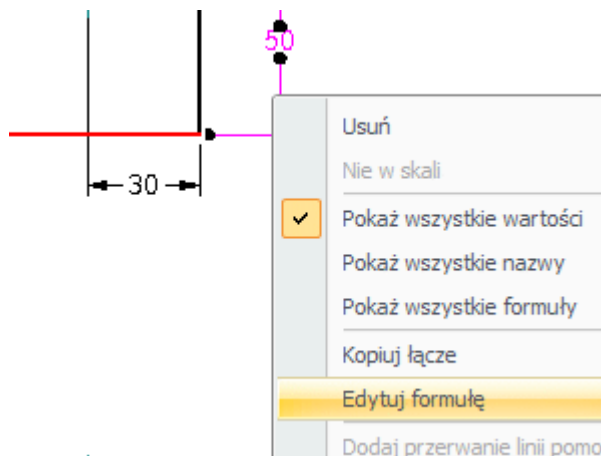 50
30
Usuń
Nie w skali
Pokaż wszystkie wartości
Pokaż wszystkie nazwy
Pokaż wszystkie formuły
Kopiuj łącze
Edytuj formułę
Dodaj przerwanie linii pomo